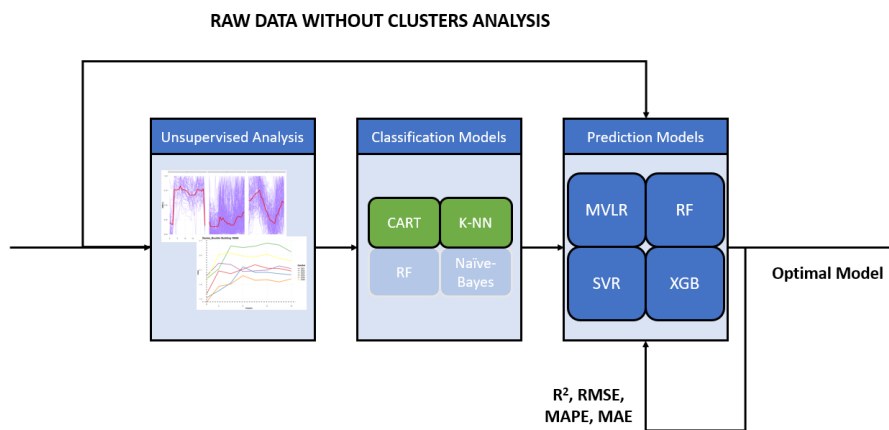 RAW DATA WITHOUT CLUSTERS ANALYSIS
Unsupervised Analysis
Classification Models
Prediction Models
CART
K-NN
RF
Naïve-
Bayes
MVLR
RF
SVR
XGB
Optimal Model
R², RMSE,
MAPE, MAE